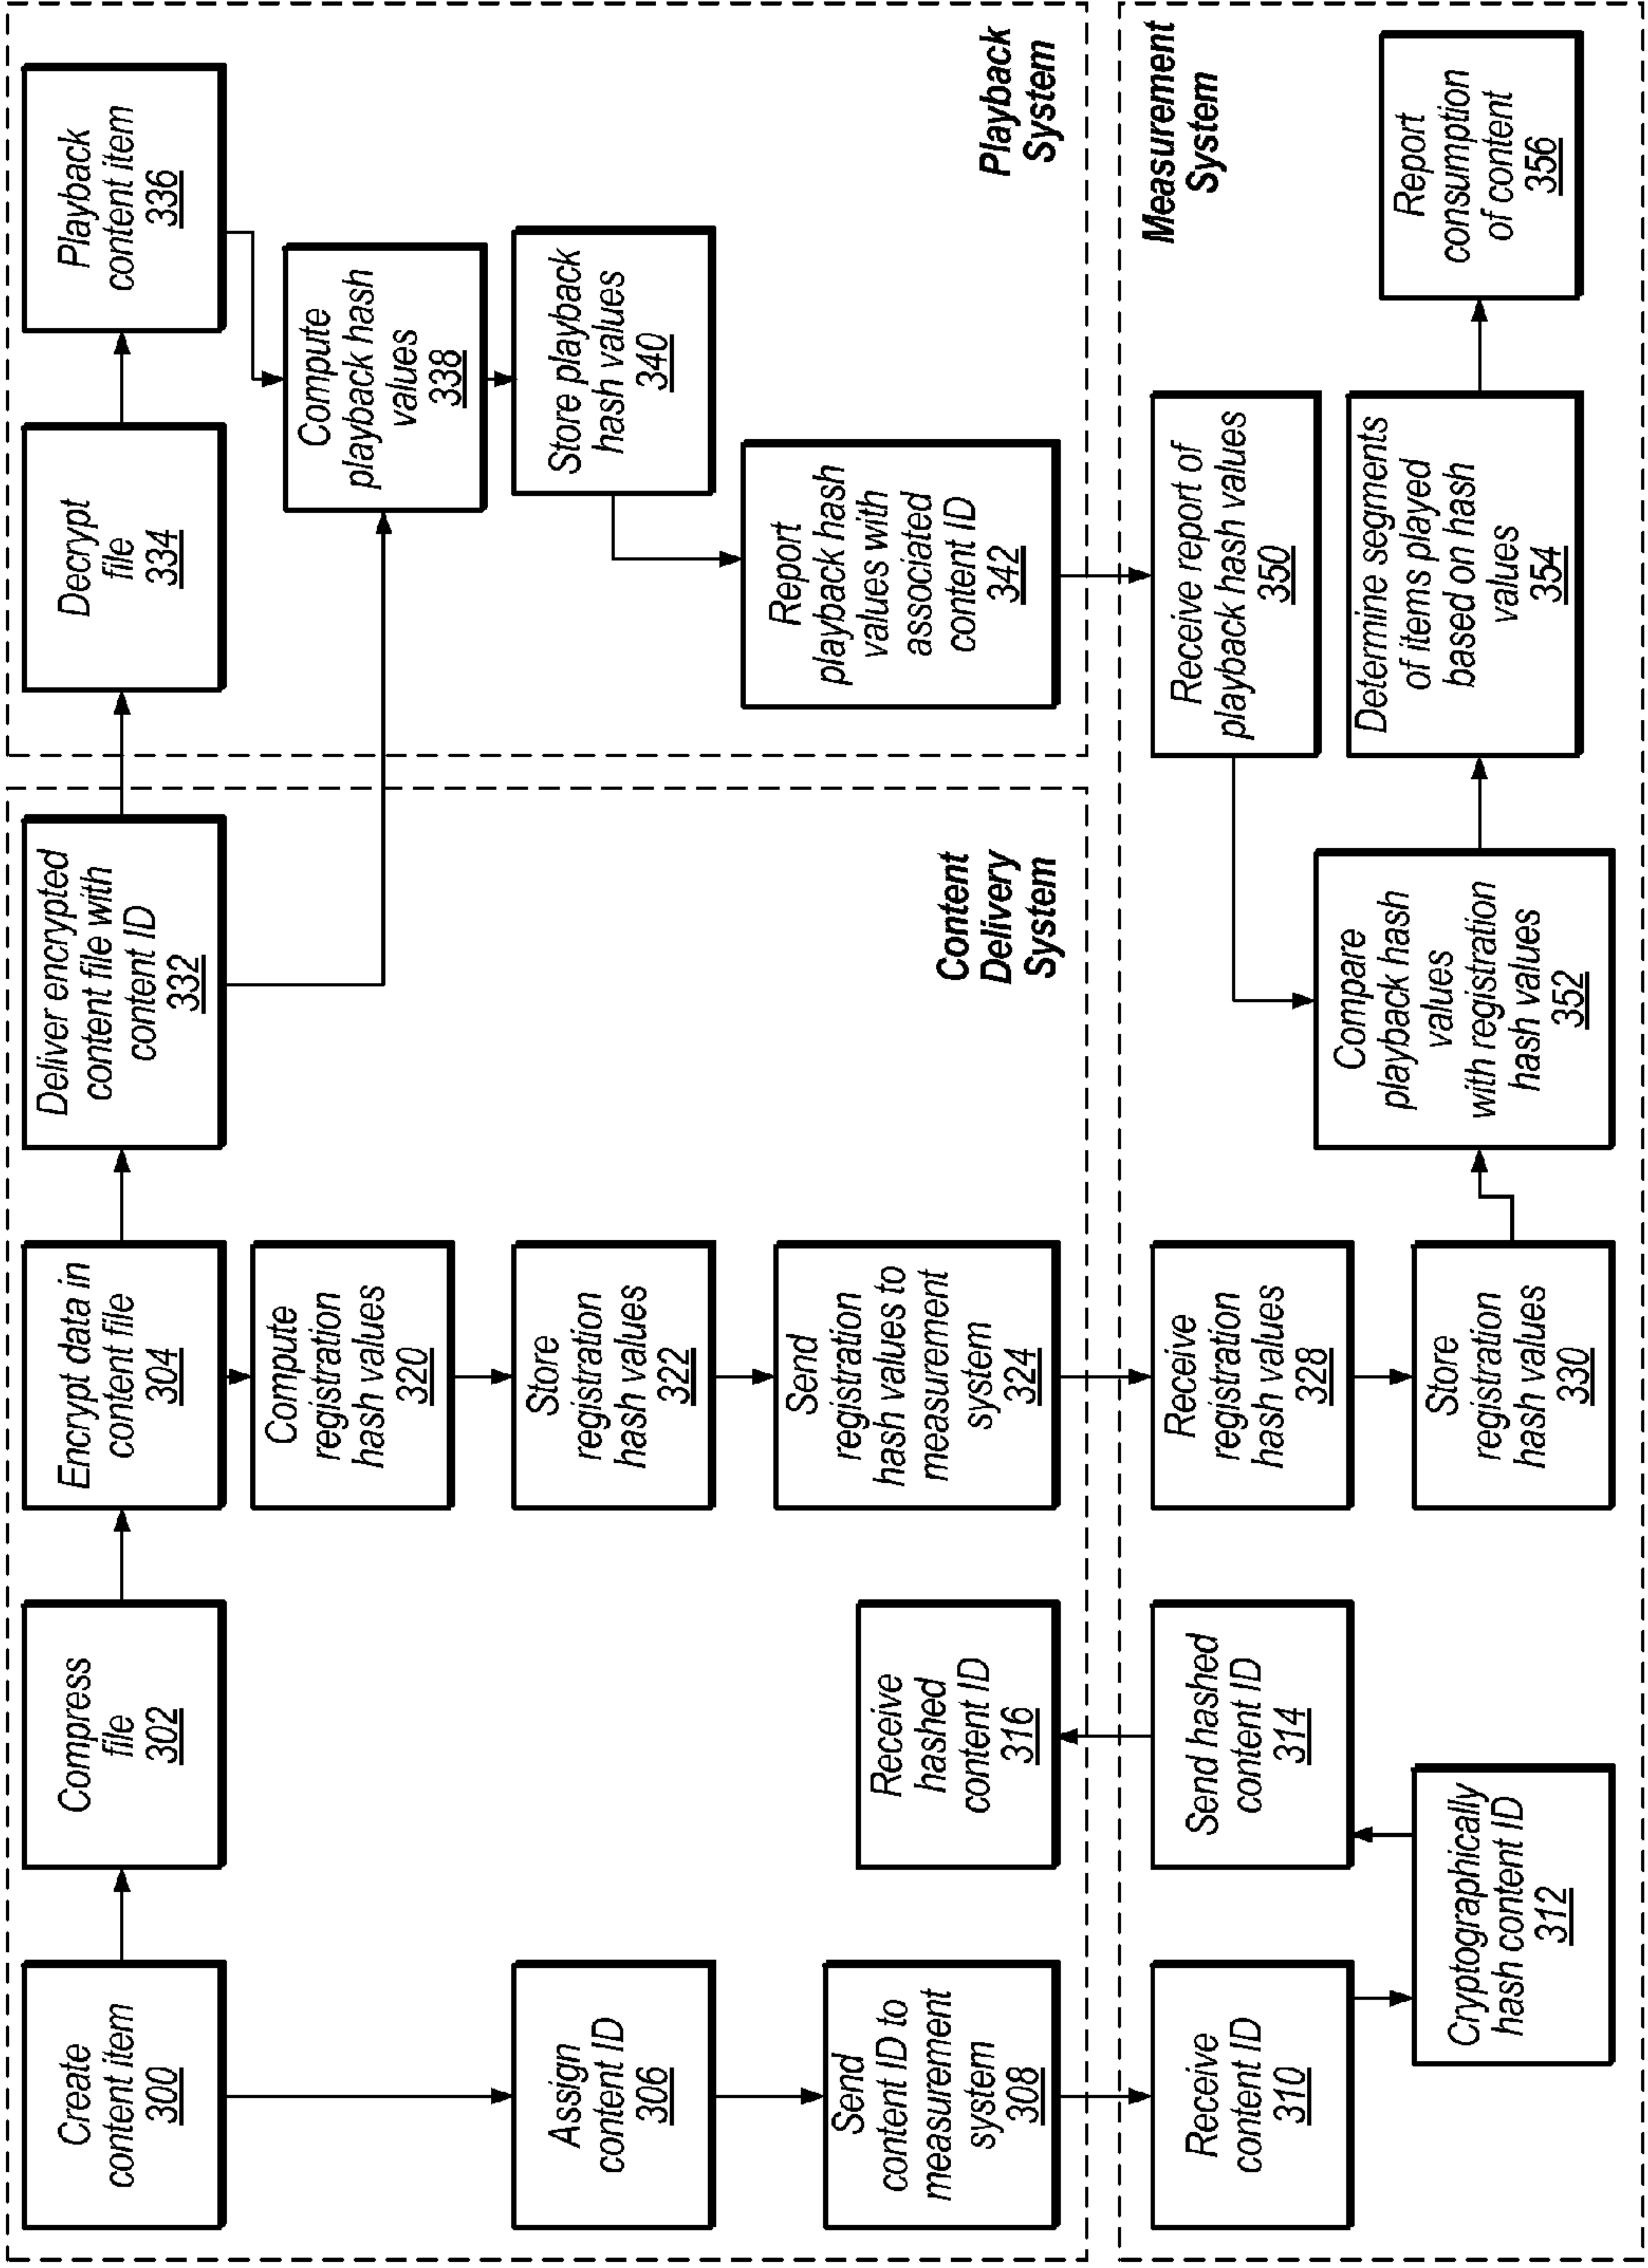 Create
content item
300
Compress
file
302
Encrypt data in
content file
304
Deliver encrypted
content file with
content ID
332
Decrypt
file
334
Playback
content item
336
Compute
registration
hash values
320
Compute
playback hash
values
338
Assign
content ID
306
Store
registration
hash values
322
Store playback
hash values
340
Send
content ID to
measurement
system
308
Receive
hashed
content ID
316
Send
registration
hash values to
measurement
system
324
Content
Delivery
System
Report
playback hash
values with
associated
content ID
342
Playback
System
Receive
content ID
310
Send hashed
content ID
314
Receive
registration
hash values
328
Receive report of
playback hash values
350
Measurement
System
Cryptographically
hash content ID
312
Store
registration
hash values
330
Compare
playback hash
values
with registration
hash values
352
Determine segments
of items played
based on hash
values
354
Report
consumption
of content
356